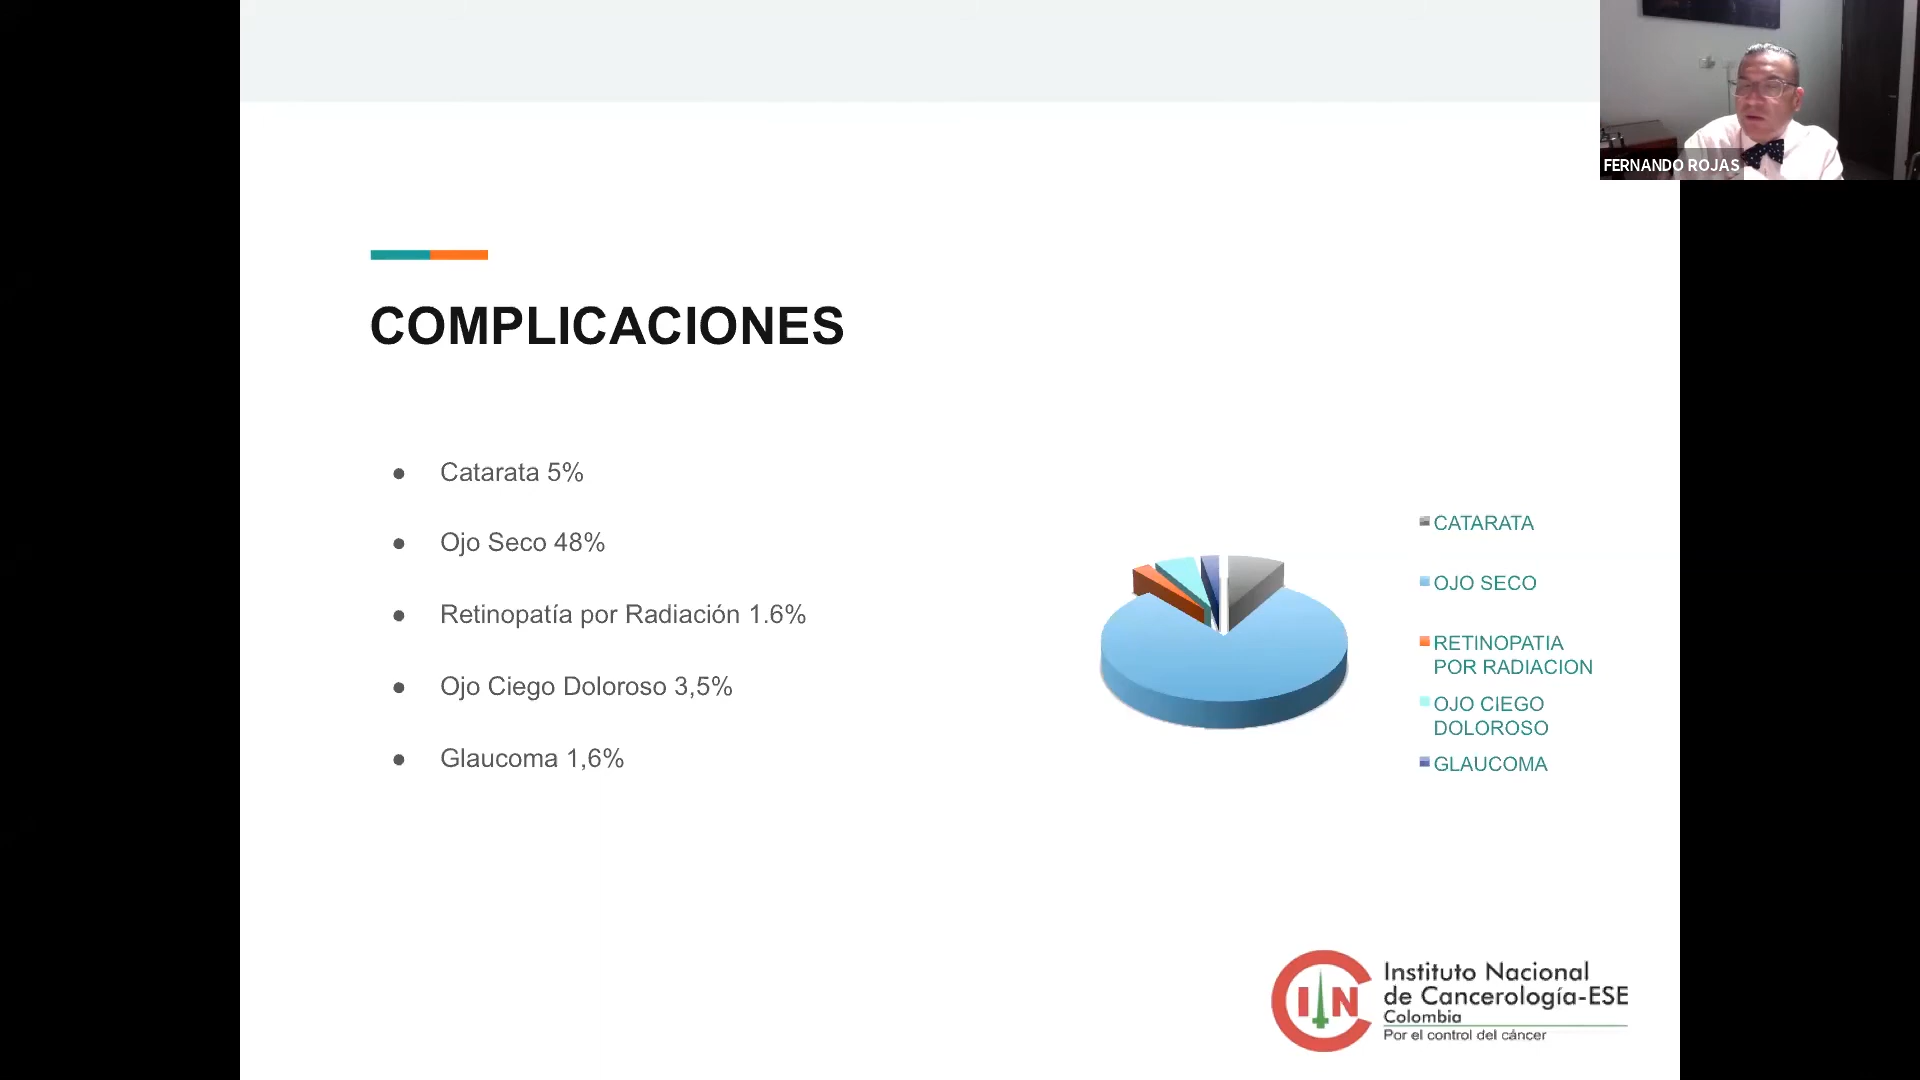 FERNANDO ROJAS
COMPLICACIONES
Catarata 5%
Ojo Seco 48%
Retinopatía por Radiación 1.6%
Ojo Ciego Doloroso 3,5%
Glaucoma 1,6%
CATARATA
OJO SECO
RETINOPATIA
POR RADIACION
OJO CIEGO
DOLOROSO
GLAUCOMA
Instituto Nacional
de Cancerología-ESE
Colombia
Por el control del cáncer